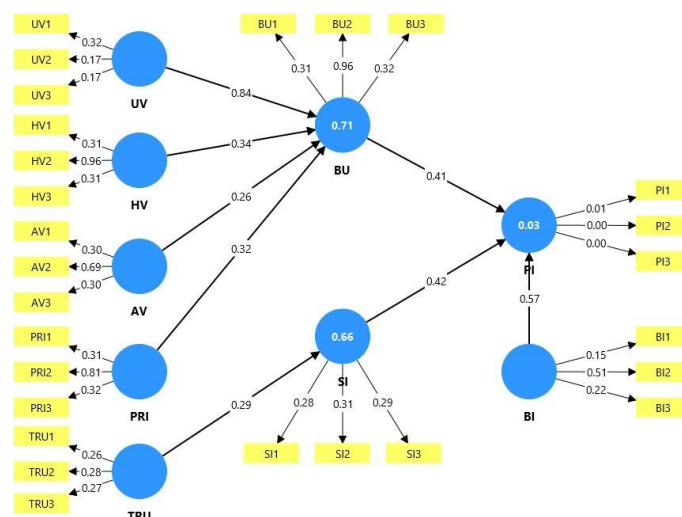 UV1
UV2
UV3
0.32
0.17
0.17
UV
HV1
HV2
HV3
0.31
0.96
0.31
HV
AV1
AV2
AV3
0.30
0.69
0.30
AV
PRI1
PRI2
PRI3
0.31
0.81
0.32
PRI
TRU1
TRU2
TRU3
0.26
0.28
0.27
TRU
0.84
0.34
0.26
0.32
0.29
BU1
BU2
BU3
0.31
0.96
0.32
0.71
BU
0.66
SI
0.28
0.31
0.29
SI1
SI2
SI3
0.41
0.42
0.57
0.03
PI
0.01
0.00
0.00
PI1
PI2
PI3
BI
0.15
0.51
0.22
BI1
BI2
BI3